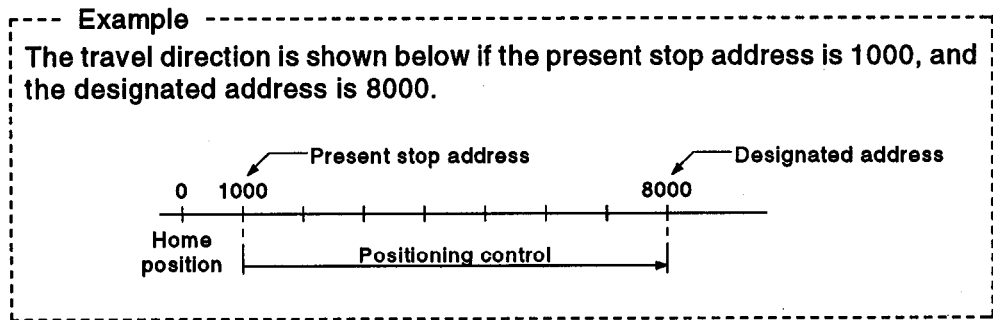 Example
The travel direction is shown below if the present stop address is 1000, and
the designated address is 8000.
Present stop address
Designated address
0 1000 8000
Home
position
Positioning control